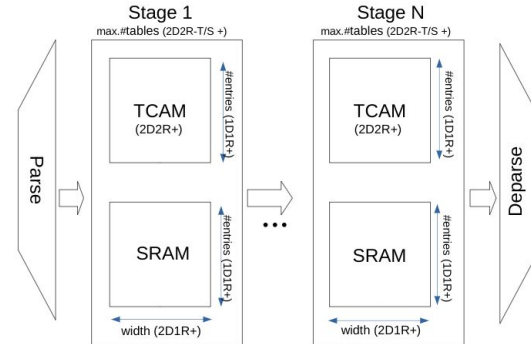 Stage 1
max.#tables (2D2R-T/S +)
TCAM
(2D2R+)
#entries (1D1R+)
SRAM
#entries (1D1R+)
width (2D1R+)
Parse
...
Stage N
max.#tables (2D2R-T/S +)
TCAM
(2D2R+)
#entries (1D1R+)
SRAM
#entries (1D1R+)
width (2D1R+)
Deparse